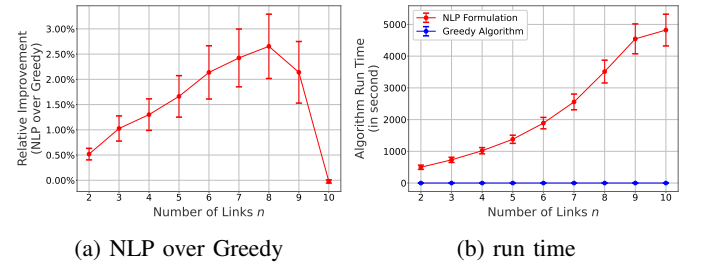 3.00%
2.50%
2.00%
1.50%
1.00%
0.50%
0.00%
Relative Improvement
(NLP over Greedy)
2 3 4 5 6 7 8 9 10
Number of Links n
(a) NLP over Greedy
NLP Formulation
Greedy Algorithm
5000
4000
3000
2000
1000
0
Algorithm Run Time
(in second)
2 3 4 5 6 7 8 9 10
Number of Links n
(b) run time